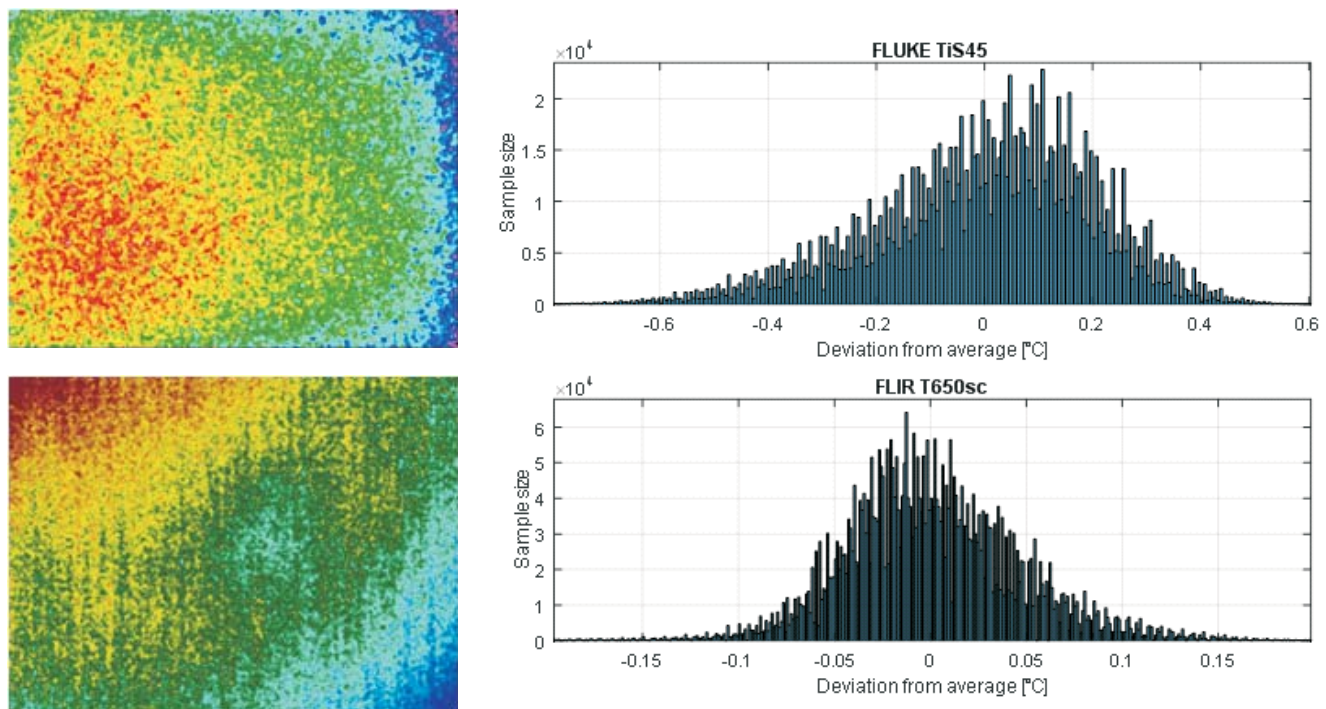 FLUKE TiS45
×10⁴
Sample size
2
1.5
1
0.5
0
-0.6 -0.4 -0.2 0 0.2 0.4 0.6
Deviation from average [°C]
FLIR T650sc
×10⁴
Sample size
6
5
4
3
2
1
0
-0.15 -0.1 -0.05 0 0.05 0.1 0.15
Deviation from average [°C]